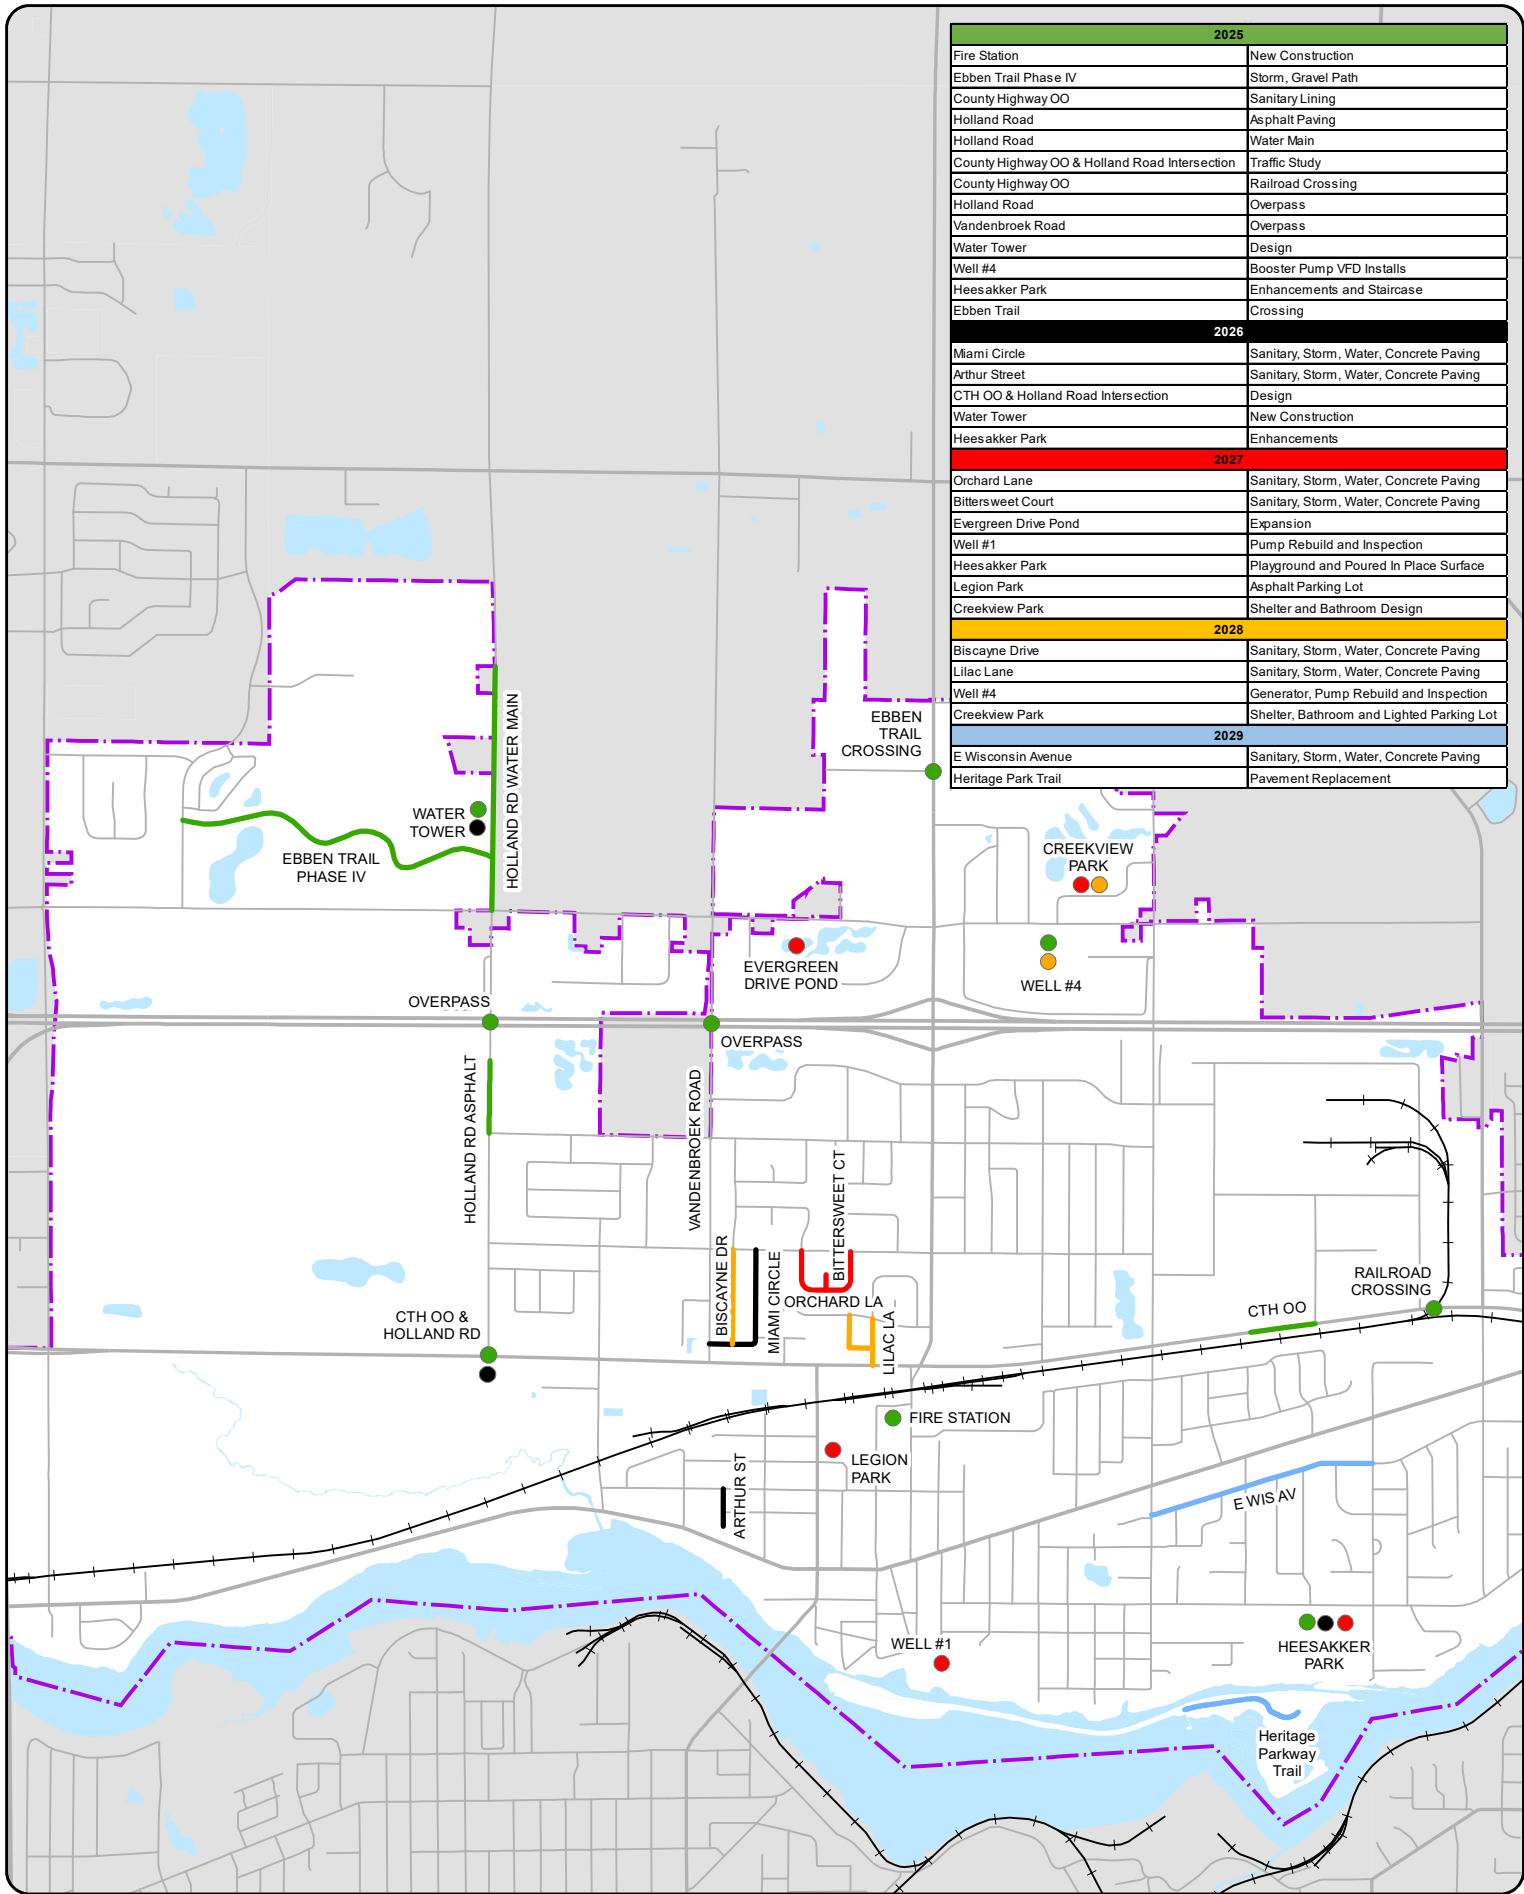 2025
Fire Station New Construction
Ebben Trail Phase IV Storm, Gravel Path
County Highway OO Sanitary Lining
Holland Road Asphalt Paving
Holland Road Water Main
County Highway OO & Holland Road Intersection Traffic Study
County Highway OO Railroad Crossing
Holland Road Overpass
Vandenbroek Road Overpass
Water Tower Design
Well #4 Booster Pump VFD Installs
Heesakker Park Enhancements and Staircase
Ebben Trail Crossing
2026
Miami Circle Sanitary, Storm, Water, Concrete Paving
Arthur Street Sanitary, Storm, Water, Concrete Paving
CTH OO & Holland Road Intersection Design
Water Tower New Construction
Heesakker Park Enhancements
2027
Orchard Lane Sanitary, Storm, Water, Concrete Paving
Bittersweet Court Sanitary, Storm, Water, Concrete Paving
Evergreen Drive Pond Expansion
Well #1 Pump Rebuild and Inspection
Heesakker Park Playground and Poured In Place Surface
Legion Park Asphalt Parking Lot
Creekview Park Shelter and Bathroom Design
2028
Biscayne Drive Sanitary, Storm, Water, Concrete Paving
Lilac Lane Sanitary, Storm, Water, Concrete Paving
Well #4 Generator, Pump Rebuild and Inspection
Creekview Park Shelter, Bathroom and Lighted Parking Lot
2029
E Wisconsin Avenue Sanitary, Storm, Water, Concrete Paving
Heritage Park Trail Pavement Replacement
EBBEN
TRAIL
CROSSING
HOLLAND RD WATER MAIN
WATER
TOWER
EBBEN TRAIL
PHASE IV
CREEKVIEW
PARK
EVERGREEN
DRIVE POND
WELL #4
OVERPASS
OVERPASS
HOLLAND RD ASPHALT
VANDENBROEK ROAD
BITTERSWEET CT
BISCAYNE DR
MIAMI CIRCLE
ORCHARD LA
LILAC LA
RAILROAD
CROSSING
CTH OO
CTH OO &
HOLLAND RD
FIRE STATION
LEGION
PARK
ARTHUR ST
E WIS AV
WELL #1
HEESAKKER
PARK
Heritage
Parkway
Trail